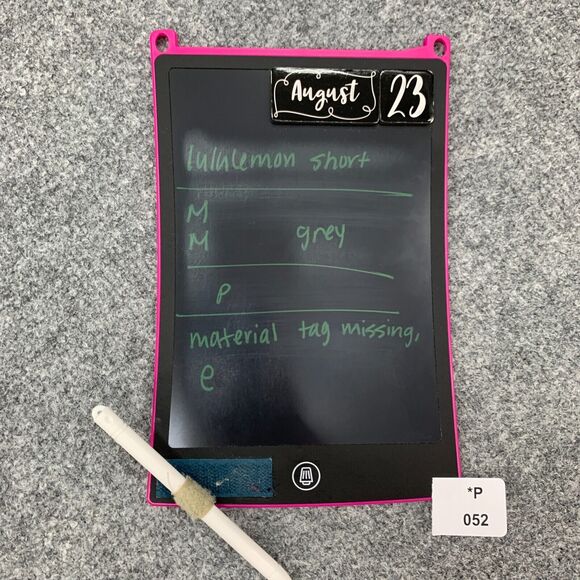 August 23
lululemon short
M
M grey
P
material tag missing,
e
*P
052